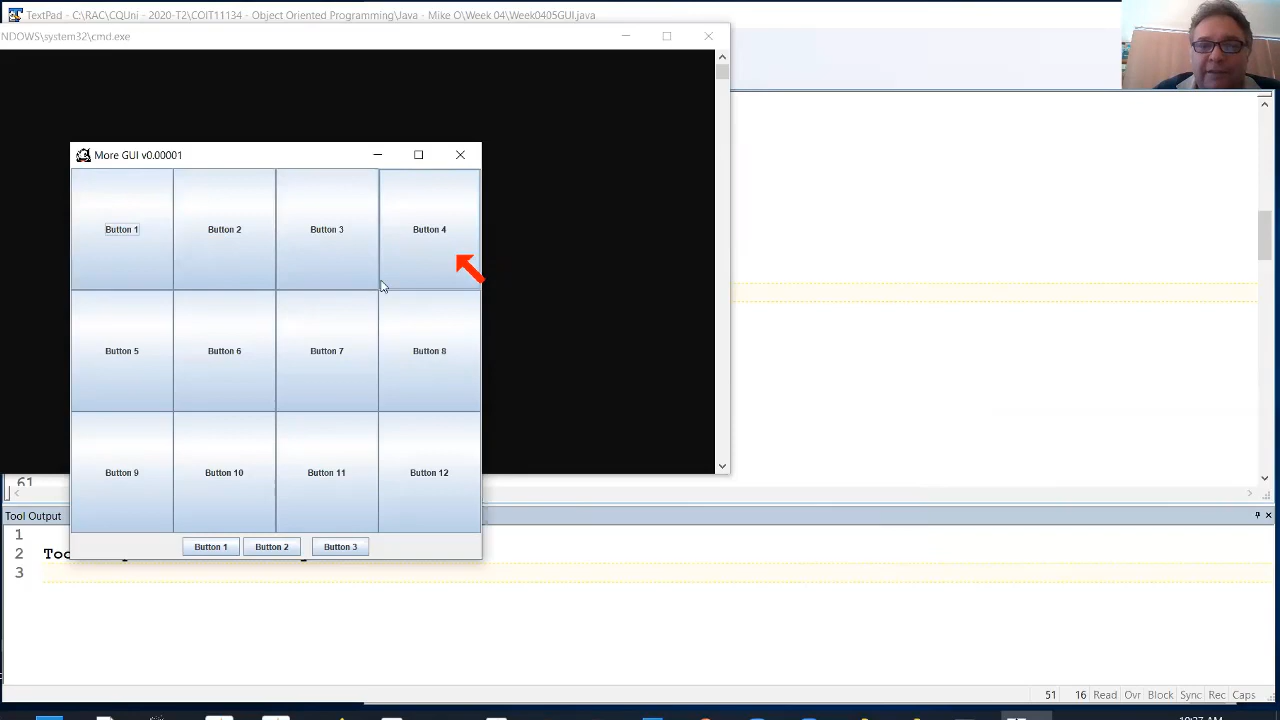 TextPad - C:\RAC\CQUni - 2020-T2\COIT11134 - Object Oriented Programming\Java - Mike O\Week 04\Week0405GUI.java
NDOWS\system32\cmd.exe
More GUI v0.00001
Button 1 Button 2 Button 3 Button 4
Button 5 Button 6 Button 7 Button 8
Button 9 Button 10 Button 11 Button 12
Button 1 Button 2 Button 3
61
Tool Output
1
2
3
51 16 Read Ovr Block Sync Rec Caps